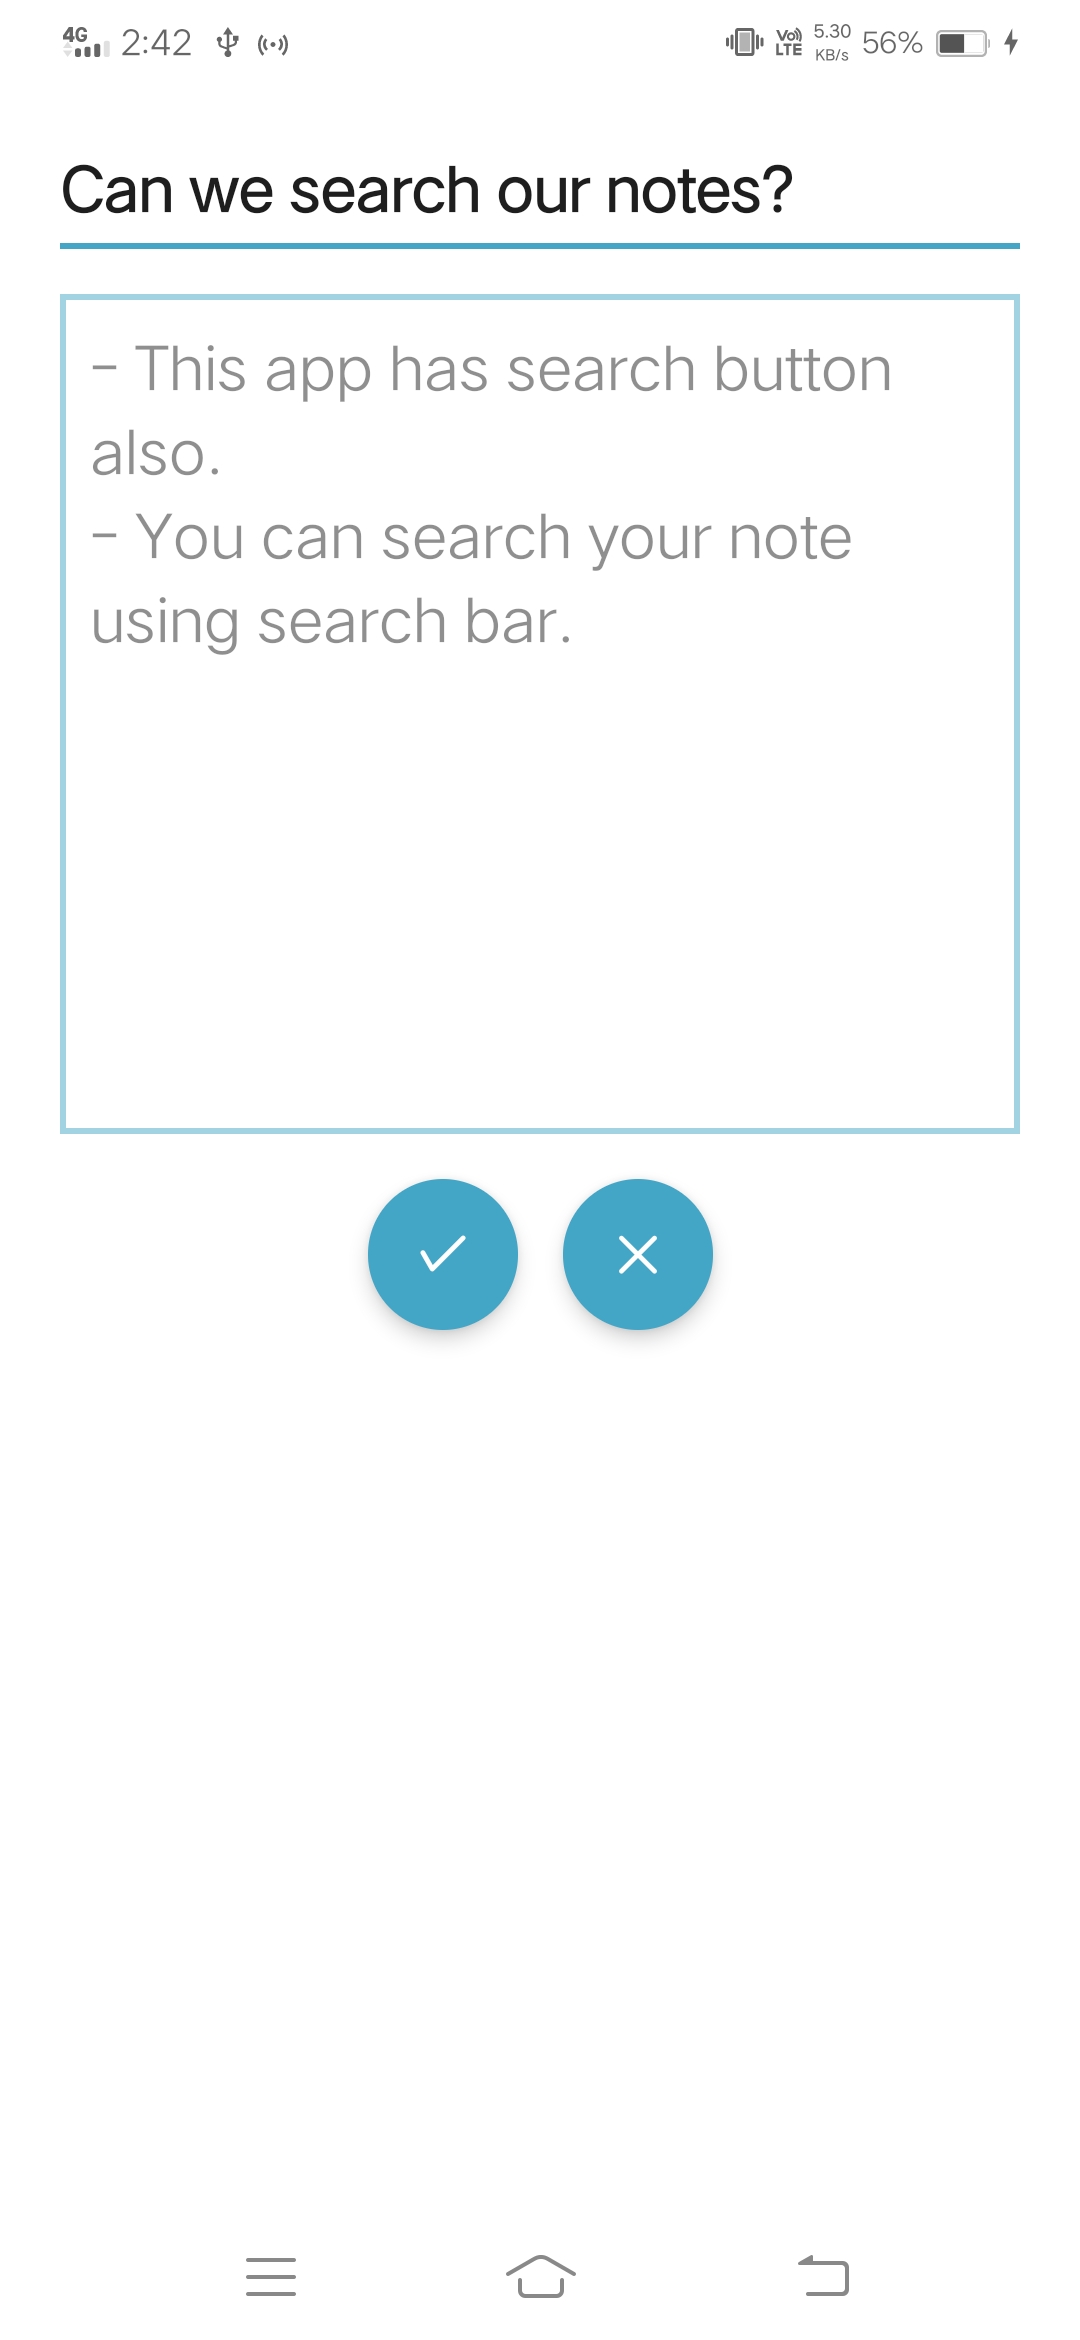 4G 2:42 Vo) LTE 5.30 KB/s 56%
Can we search our notes?
- This app has search button
also.
- You can search your note
using search bar.